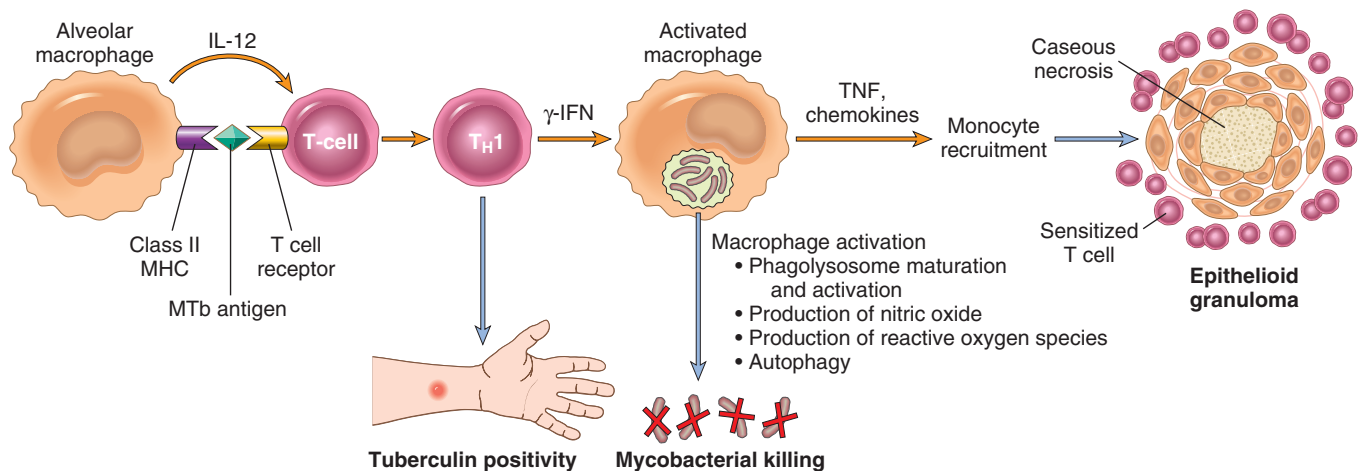 Alveolar
macrophage
IL-12
Class II
MHC
MTb antigen
T cell
receptor
T-cell
TH1
γ-IFN
Tuberculin positivity
Activated
macrophage
Macrophage activation
• Phagolysosome maturation
and activation
• Production of nitric oxide
• Production of reactive oxygen species
• Autophagy
Mycobacterial killing
TNF,
chemokines
Monocyte
recruitment
Caseous
necrosis
Sensitized
T cell
Epithelioid
granuloma